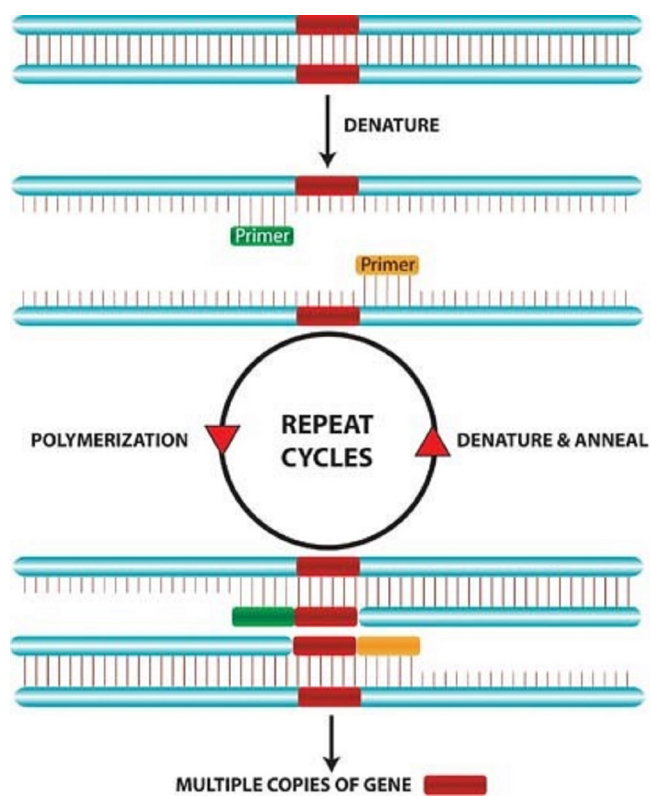 DENATURE
Primer
Primer
REPEAT
CYCLES
POLYMERIZATION
DENATURE & ANNEAL
MULTIPLE COPIES OF GENE